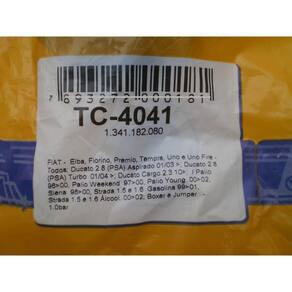 7 893272 000181
TC-4041
1.341.182.080
FIAT - Elba, Fiorino, Premio, Tempra, Uno e Uno Fire -
Todos; Ducato 2.8 (PSA) Aspirado 01/03 >; Ducato 2.8
(PSA) Turbo 01/04 >; Ducato Cargo 2.3 10>; / Palio
96>00, Palio Weekend 97>00, Palio Young 00>02,
Siena 98>00, Strada 1.5 e 1.6 Gasolina 99>01,
Strada 1.5 e 1.6 Álcool 00>02, Boxer e Jumper -
1.0bar